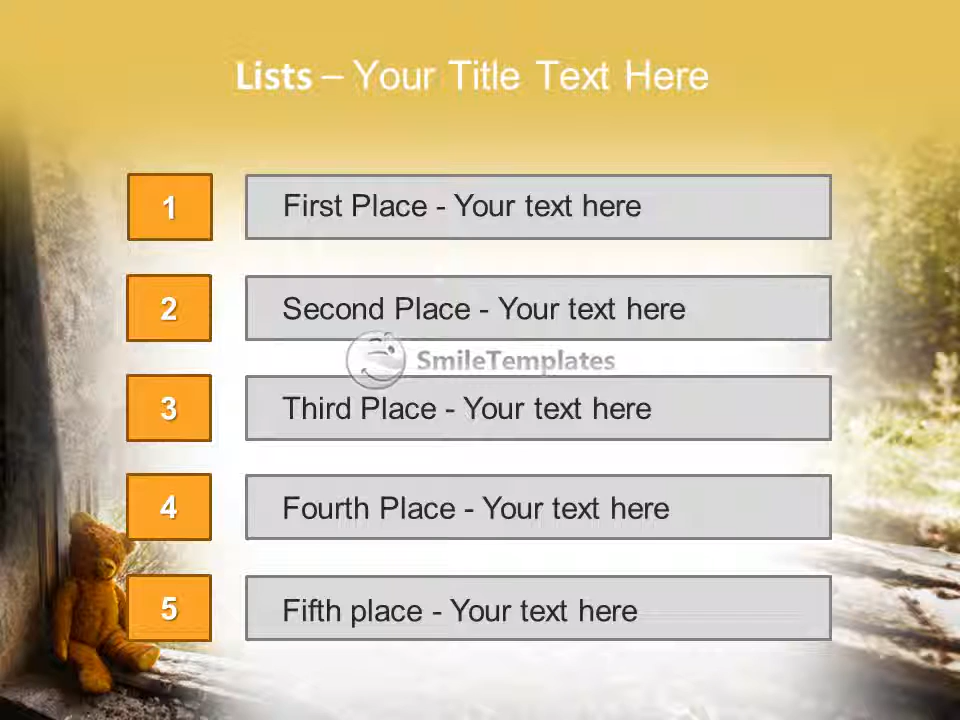 Lists – Your Title Text Here
1 First Place - Your text here
2 Second Place - Your text here
SmileTemplates
3 Third Place - Your text here
4 Fourth Place - Your text here
5 Fifth place - Your text here